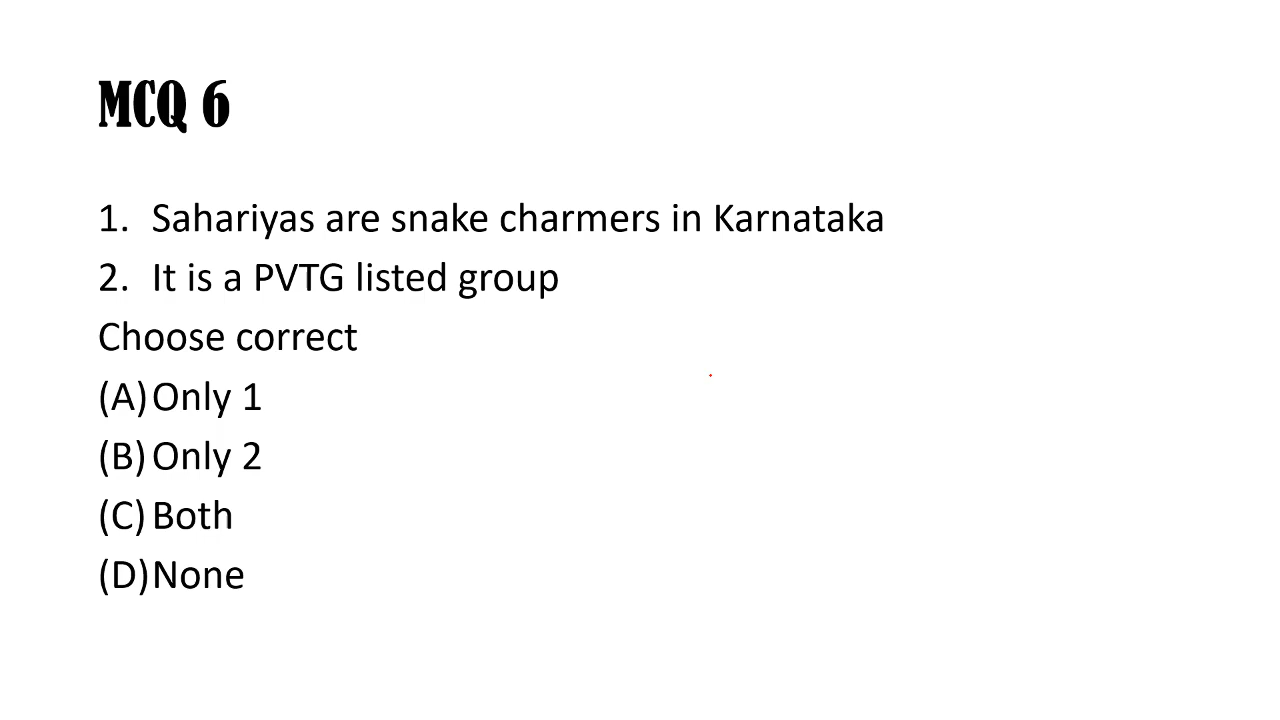 MCQ 6
1. Sahariyas are snake charmers in Karnataka
2. It is a PVTG listed group
Choose correct
(A) Only 1
(B) Only 2
(C) Both
(D) None